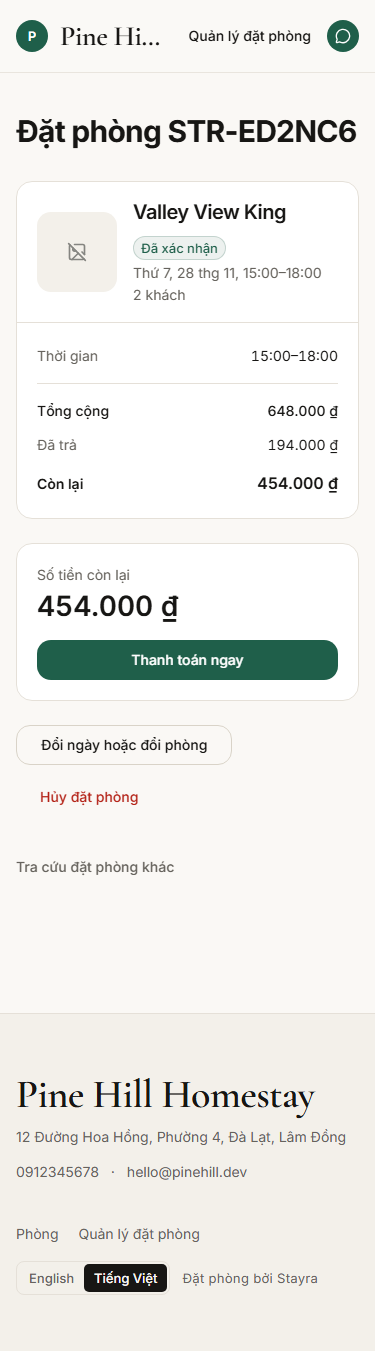 P Pine Hi... Quản lý đặt phòng
Đặt phòng STR-ED2NC6
Valley View King
Đã xác nhận
Thứ 7, 28 thg 11, 15:00–18:00
2 khách
Thời gian 15:00–18:00
Tổng cộng 648.000 ₫
Đã trả 194.000 ₫
Còn lại 454.000 ₫
Số tiền còn lại
454.000 ₫
Thanh toán ngay
Đổi ngày hoặc đổi phòng
Hủy đặt phòng
Tra cứu đặt phòng khác
Pine Hill Homestay
12 Đường Hoa Hồng, Phường 4, Đà Lạt, Lâm Đồng
0912345678 · hello@pinehill.dev
Phòng Quản lý đặt phòng
English Tiếng Việt Đặt phòng bởi Stayra